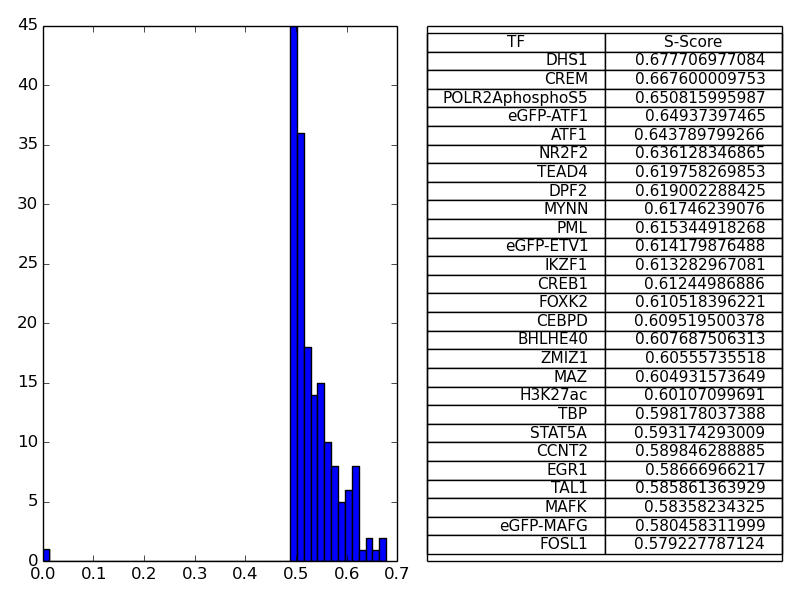 45
40
35
30
25
20
15
10
5
0
0.0 0.1 0.2 0.3 0.4 0.5 0.6 0.7
TF S-Score
DHS1 0.677706977084
CREM 0.667600009753
POLR2AphosphoS5 0.650815995987
eGFP-ATF1 0.64937397465
ATF1 0.643789799266
NR2F2 0.636128346865
TEAD4 0.619758269853
DPF2 0.619002288425
MYNN 0.61746239076
PML 0.615344918268
eGFP-ETV1 0.614179876488
IKZF1 0.613282967081
CREB1 0.61244986886
FOXK2 0.610518396221
CEBPD 0.609519500378
BHLHE40 0.607687506313
ZMIZ1 0.60555735518
MAZ 0.604931573649
H3K27ac 0.60107099691
TBP 0.598178037388
STAT5A 0.593174293009
CCNT2 0.589846288885
EGR1 0.58666966217
TAL1 0.585861363929
MAFK 0.58358234325
eGFP-MAFG 0.580458311999
FOSL1 0.579227787124